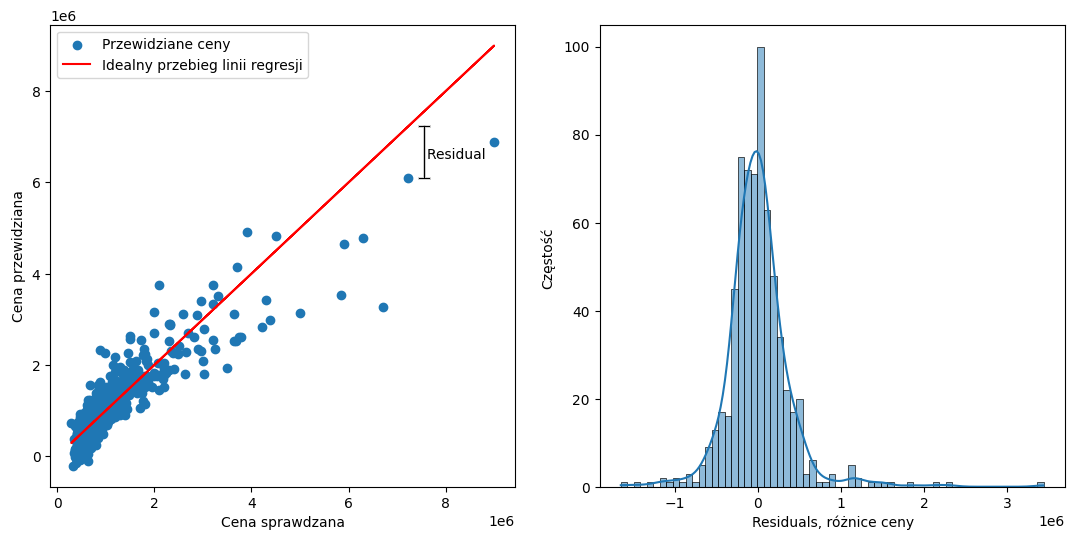 1e6
Przewidziane ceny
Idealny przebieg linii regresji
Residual
8
6
4
2
0
Cena przewidziana
0 2 4 6 8
1e6
Cena sprawdzana
100
80
60
40
20
0
Częstość
−1 0 1 2 3
1e6
Residuals, różnice ceny